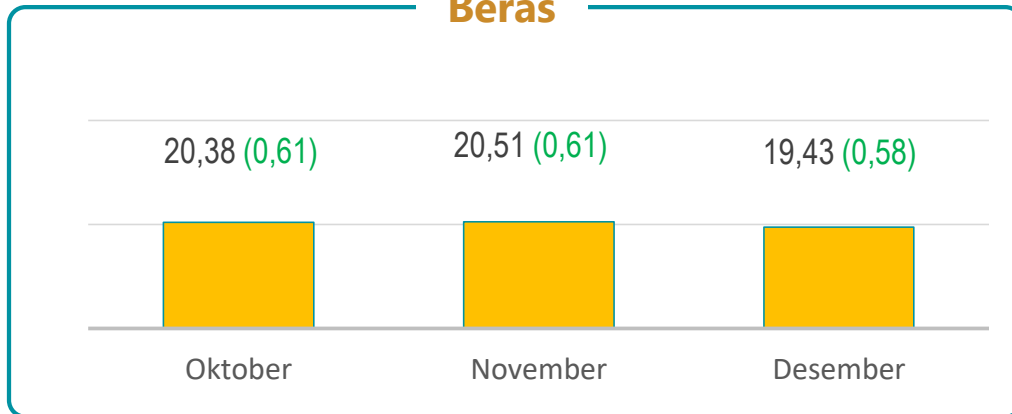 Beras
20,38 (0,61)
20,51 (0,61)
19,43 (0,58)
Oktober
November
Desember